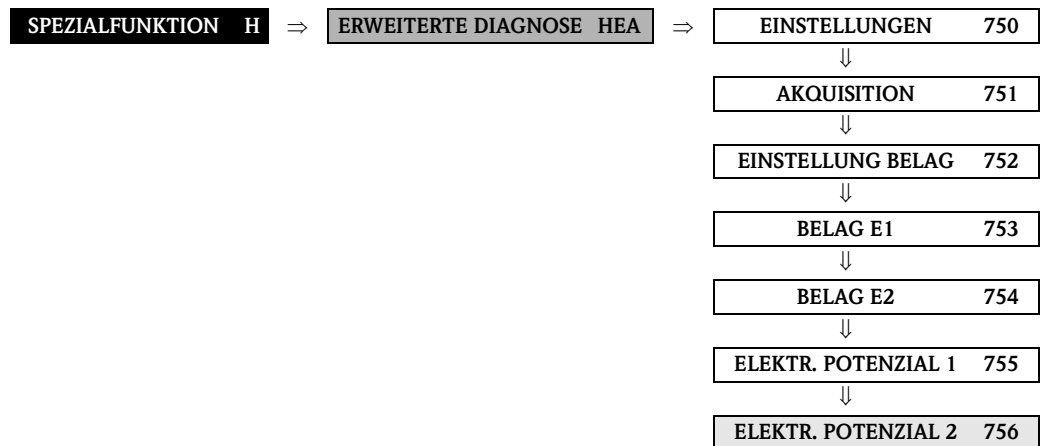 SPEZIALFUNKTION H ⇒ ERWEITERTE DIAGNOSE HEA ⇒ EINSTELLUNGEN 750
⇓
AKQUISITION 751
⇓
EINSTELLUNG BELAG 752
⇓
BELAG E1 753
⇓
BELAG E2 754
⇓
ELEKTR. POTENZIAL 1 755
⇓
ELEKTR. POTENZIAL 2 756